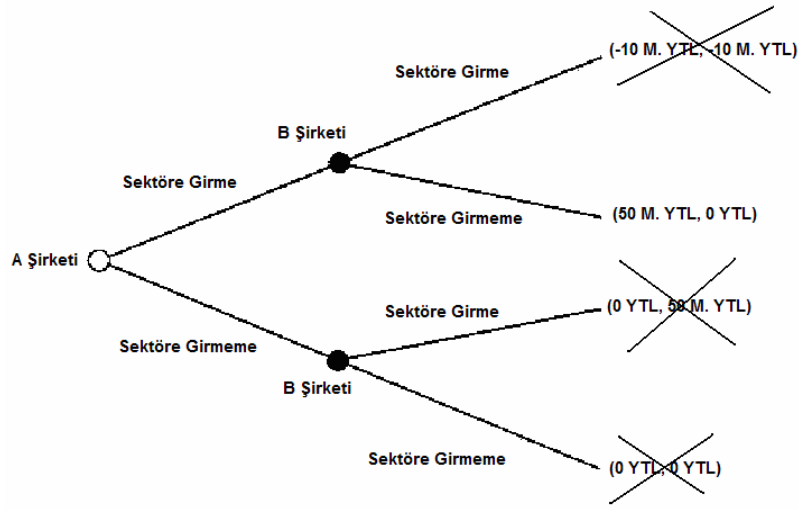 (-10 M. YTL, -10 M. YTL)
Sektöre Girme
B Şirketi
Sektöre Girme
(50 M. YTL, 0 YTL)
Sektöre Girmeme
A Şirketi
(0 YTL, 50 M. YTL)
Sektöre Girme
Sektöre Girmeme
B Şirketi
Sektöre Girmeme
(0 YTL, 0 YTL)